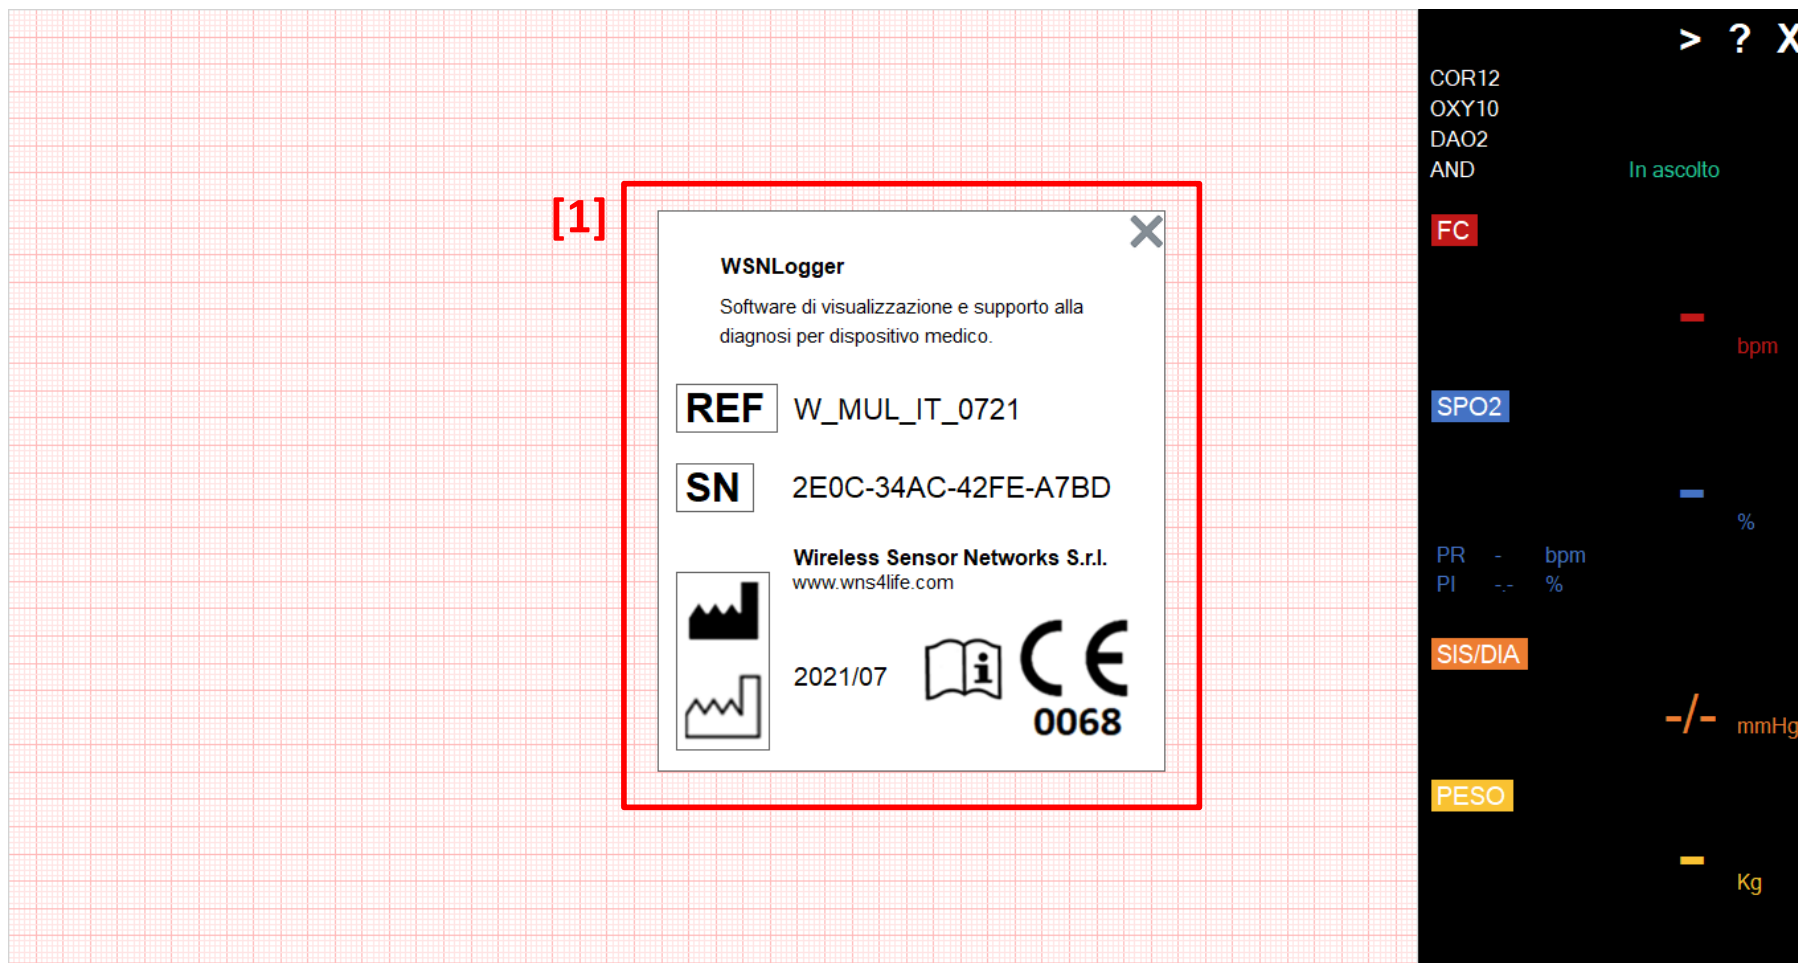 > ? X
COR12
OXY10
DAO2
AND In ascolto
[1]
WSNLogger
Software di visualizzazione e supporto alla
diagnosi per dispositivo medico.
REF W_MUL_IT_0721
SN 2E0C-34AC-42FE-A7BD
Wireless Sensor Networks S.r.l.
www.wns4life.com
2021/07
i
CE
0068
FC
-
bpm
SPO2
-
%
PR - bpm
PI -.- %
SIS/DIA
-/- mmHg
PESO
-
Kg